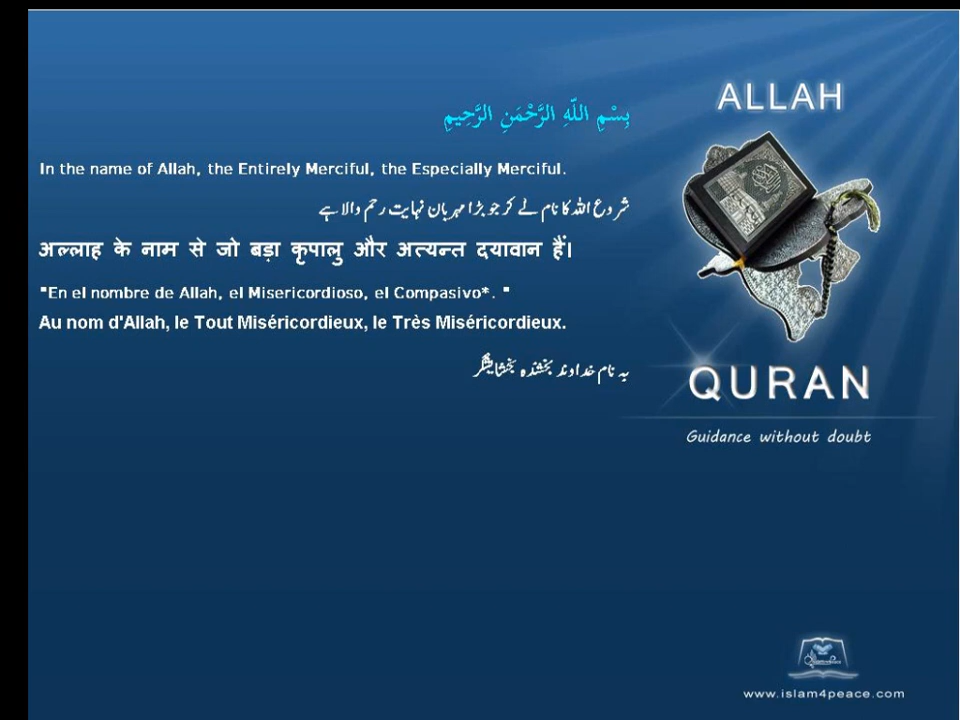 بِسْمِ اللَّهِ الرَّحْمَنِ الرَّحِيمِ
In the name of Allah, the Entirely Merciful, the Especially Merciful.
شروع الله کا نام لے کر جو بڑا مہربان نہایت رحم والا ہے
अल्लाह के नाम से जो बड़ा कृपालु और अत्यन्त दयावान हैं।
"En el nombre de Allah, el Misericordioso, el Compasivo*. "
Au nom d'Allah, le Tout Miséricordieux, le Très Miséricordieux.
به نام خداوند بخشنده بخشایشگر
ALLAH
QURAN
Guidance without doubt
www.islam4peace.com